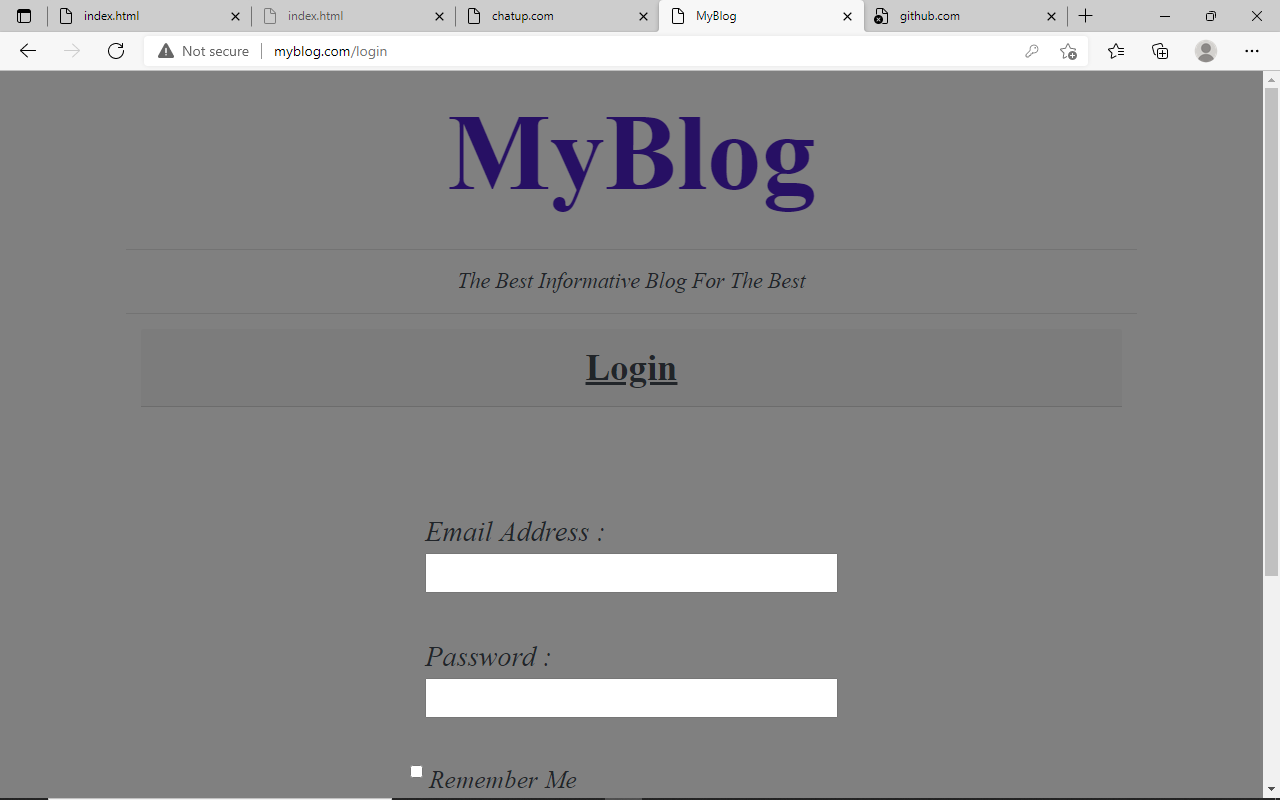 index.html
index.html
chatup.com
MyBlog
github.com
Not secure
myblog.com/login
MyBlog
The Best Informative Blog For The Best
Login
Email Address :
Password :
Remember Me